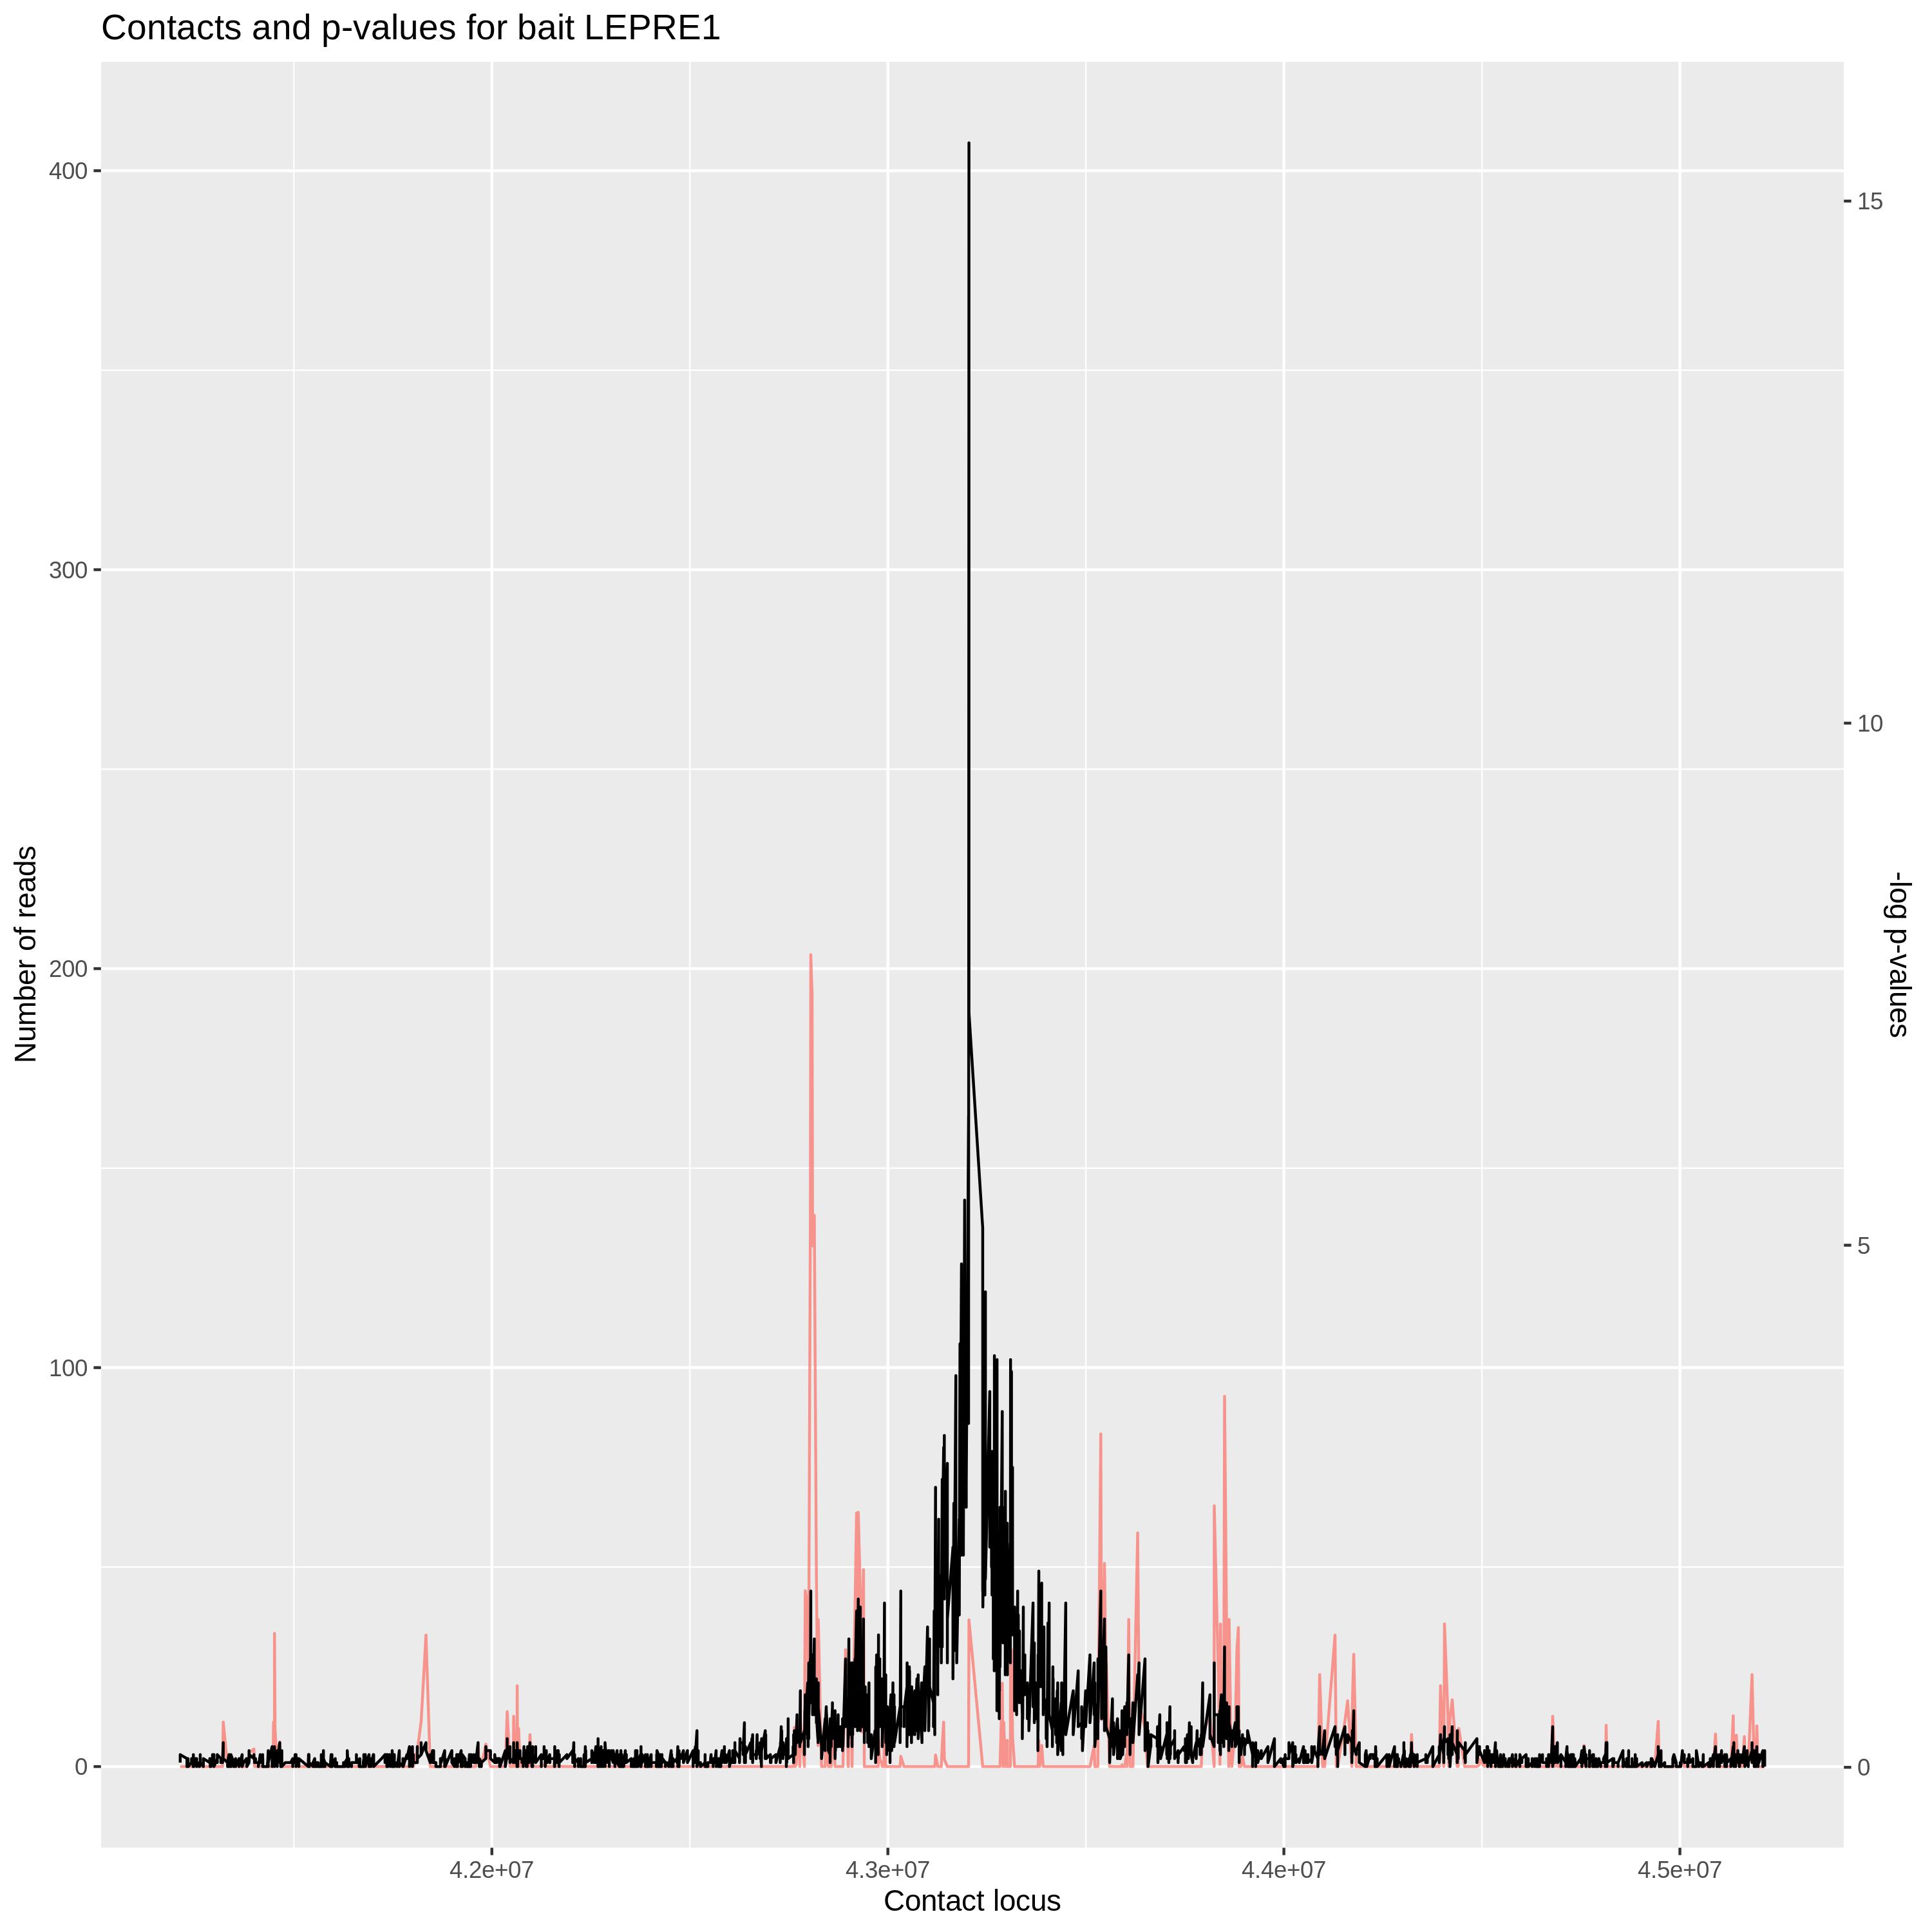 Contacts and p-values for bait LEPRE1
400
300
200
100
0
Number of reads
15
10
5
0
-log p-values
4.2e+07
4.3e+07
4.4e+07
4.5e+07
Contact locus